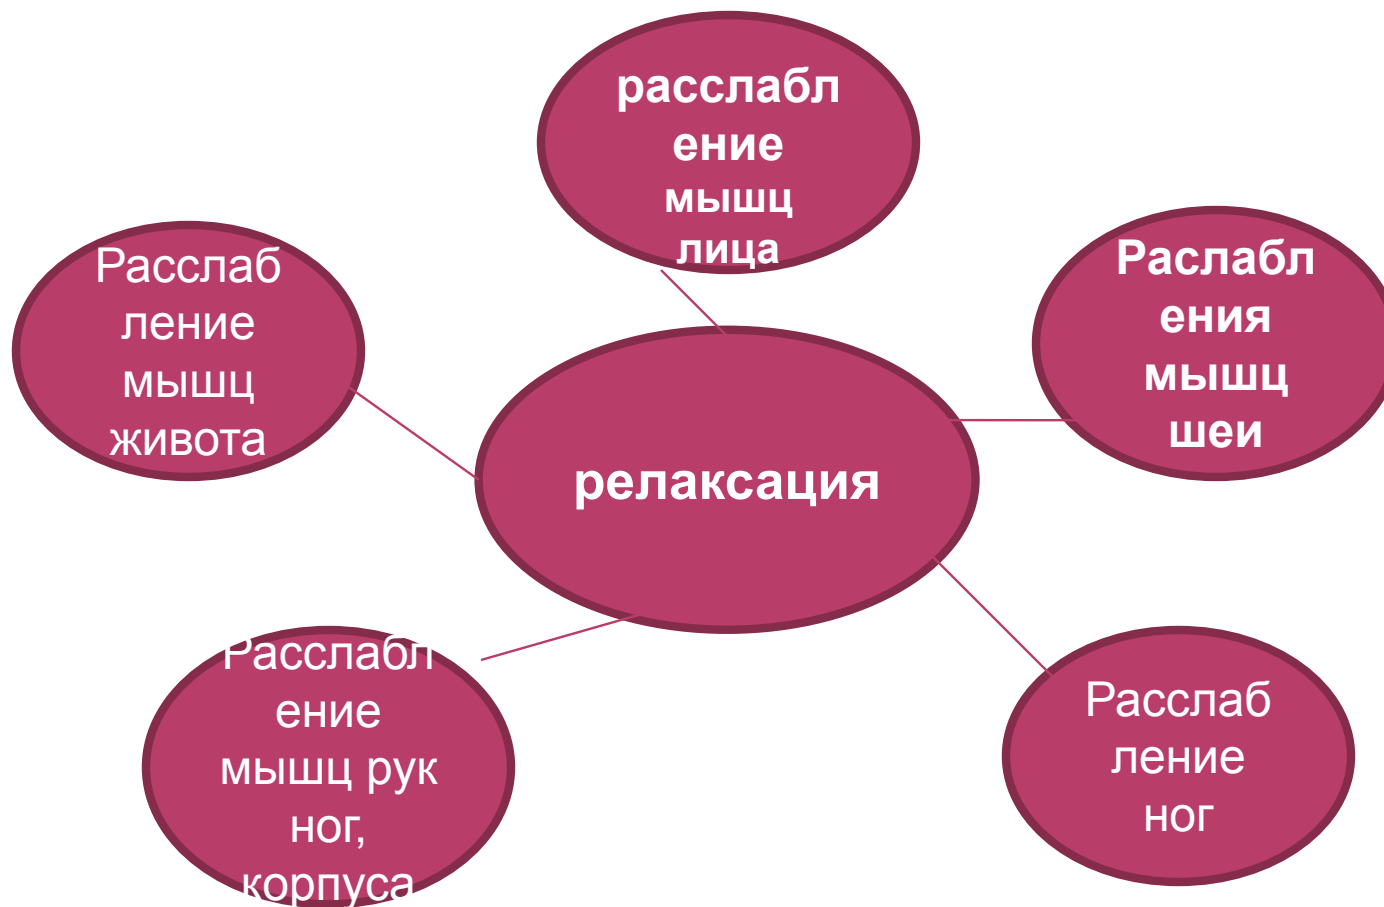 расслабл
ение
мышц
лица
Раслабл
ения
мышц
шеи
Расслаб
ление
мышц
живота
релаксация
Расслабл
ение
мышц рук
ног,
корпуса
Расслаб
ление
ног